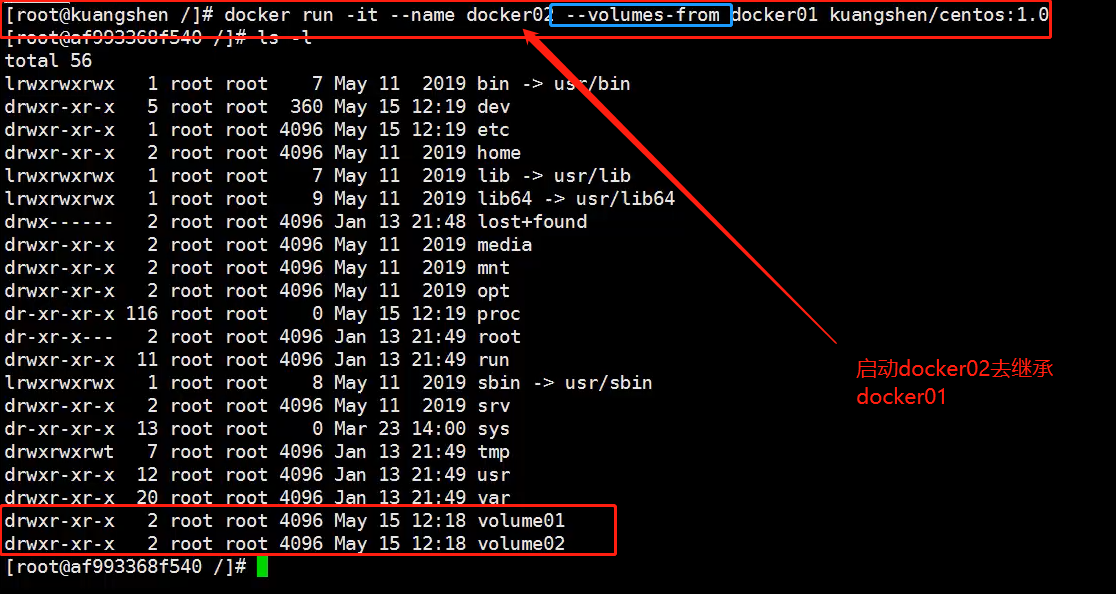 [root@kuangshen /]# docker run -it --name docker02 --volumes-from docker01 kuangshen/centos:1.0
[root@af993368f540 /]# ls -l
total 56
lrwxrwxrwx   1 root root    7 May 11  2019 bin -> usr/bin
drwxr-xr-x   5 root root  360 May 15 12:19 dev
drwxr-xr-x   1 root root 4096 May 15 12:19 etc
drwxr-xr-x   2 root root 4096 May 11  2019 home
lrwxrwxrwx   1 root root    7 May 11  2019 lib -> usr/lib
lrwxrwxrwx   1 root root    9 May 11  2019 lib64 -> usr/lib64
drwx------   2 root root 4096 Jan 13 21:48 lost+found
drwxr-xr-x   2 root root 4096 May 11  2019 media
drwxr-xr-x   2 root root 4096 May 11  2019 mnt
drwxr-xr-x   2 root root 4096 May 11  2019 opt
dr-xr-xr-x 116 root root    0 May 15 12:19 proc
dr-xr-x---   2 root root 4096 Jan 13 21:49 root
drwxr-xr-x  11 root root 4096 Jan 13 21:49 run
lrwxrwxrwx   1 root root    8 May 11  2019 sbin -> usr/sbin
drwxr-xr-x   2 root root 4096 May 11  2019 srv
dr-xr-xr-x  13 root root    0 Mar 23 14:00 sys
drwxrwxrwt   7 root root 4096 Jan 13 21:49 tmp
drwxr-xr-x  12 root root 4096 Jan 13 21:49 usr
drwxr-xr-x  20 root root 4096 Jan 13 21:49 var
drwxr-xr-x   2 root root 4096 May 15 12:18 volume01
drwxr-xr-x   2 root root 4096 May 15 12:18 volume02
[root@af993368f540 /]#
启动docker02去继承
docker01